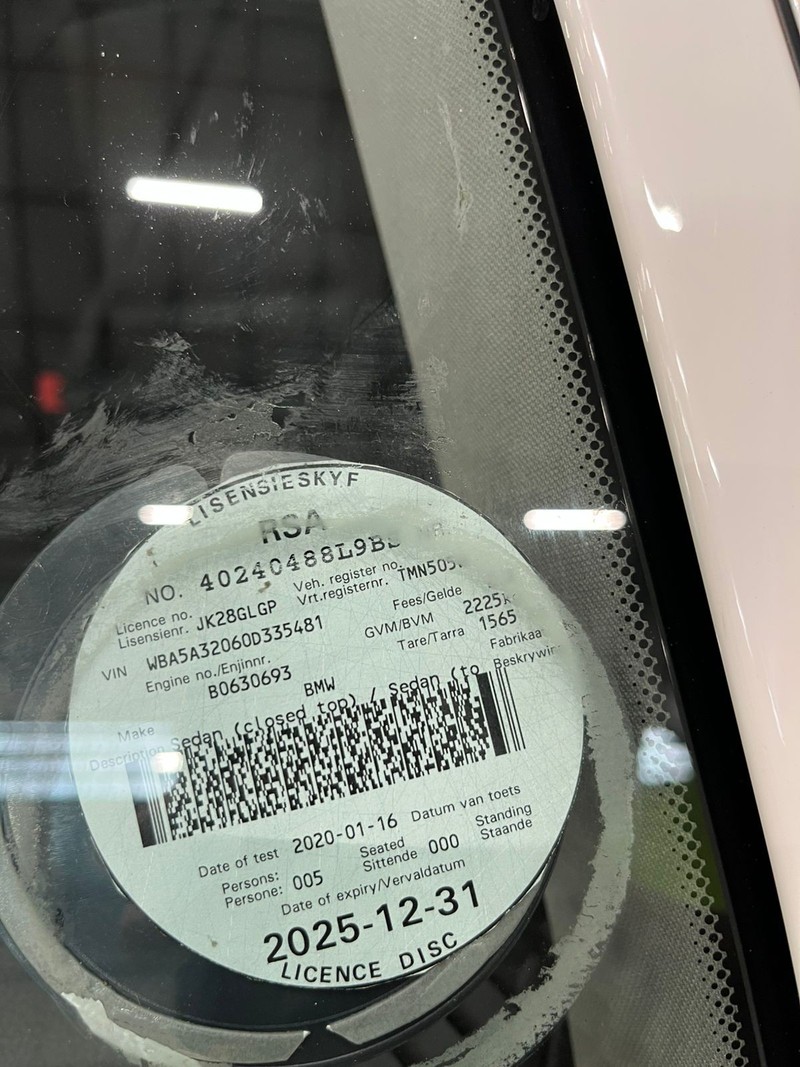 LISENSIESKYF
RSA
NO. 40240488L9B
Licence no. Veh. register no.
Lisensienr. JK28GLGP Vrt.registernr. TMN505
VIN WBA5A32060D335481 Fees/Gelde
Engine no./Enjinnr. GVM/BVM 2225
B0630693 Tare/Tarra 1565
Make BMW Fabrikaa
Description Sedan (closed top) / Sedan (to Beskrywin
Date of test 2020-01-16 Datum van toets
Persons: Seated Standing
Persone: 005 Sittende 000 Staande
Date of expiry/Vervaldatum
2025-12-31
LICENCE DISC